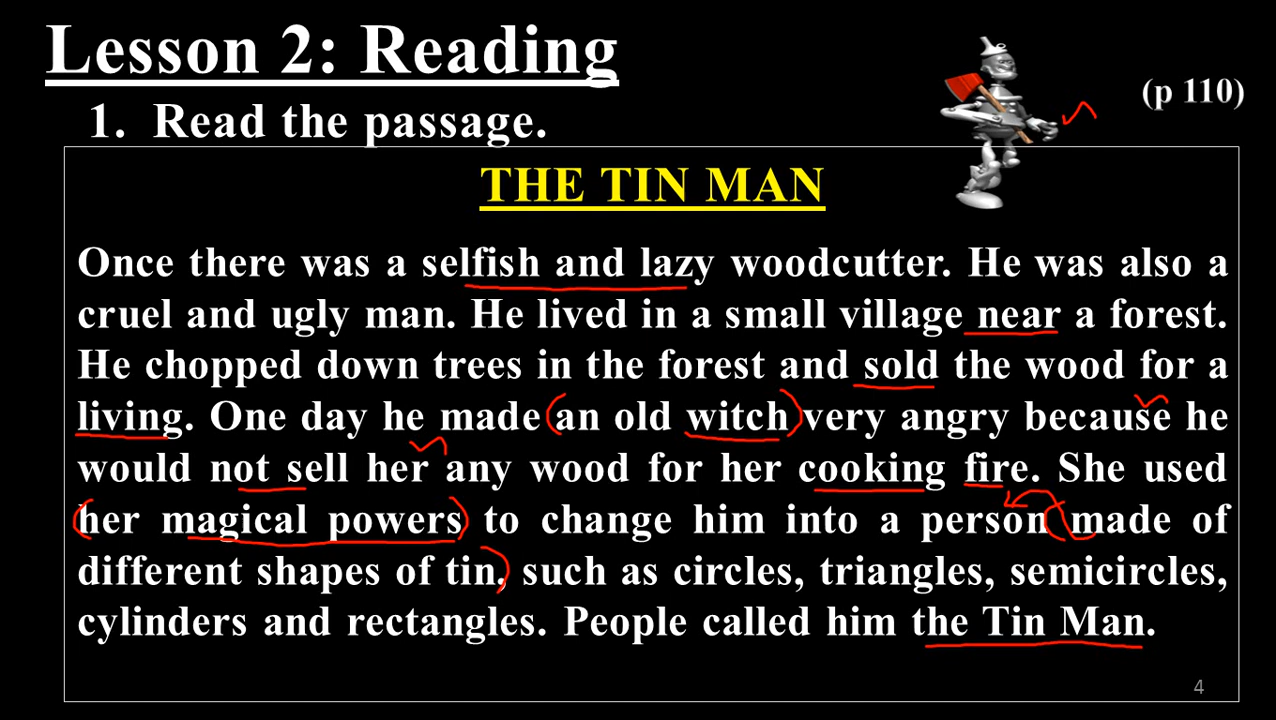 Lesson 2: Reading
(p 110)
1. Read the passage.
THE TIN MAN
Once there was a selfish and lazy woodcutter. He was also a
cruel and ugly man. He lived in a small village near a forest.
He chopped down trees in the forest and sold the wood for a
living. One day he made an old witch very angry because he
would not sell her any wood for her cooking fire. She used
her magical powers to change him into a person made of
different shapes of tin, such as circles, triangles, semicircles,
cylinders and rectangles. People called him the Tin Man.
4